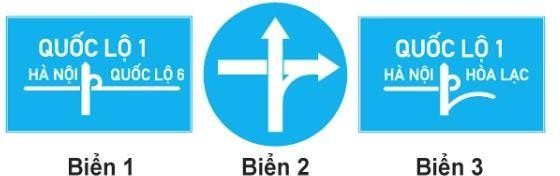 QUỐC LỘ 1
HÀ NỘI QUỐC LỘ 6
QUỐC LỘ 1
HÀ NỘI HÒA LẠC
Biển 1 Biển 2 Biển 3